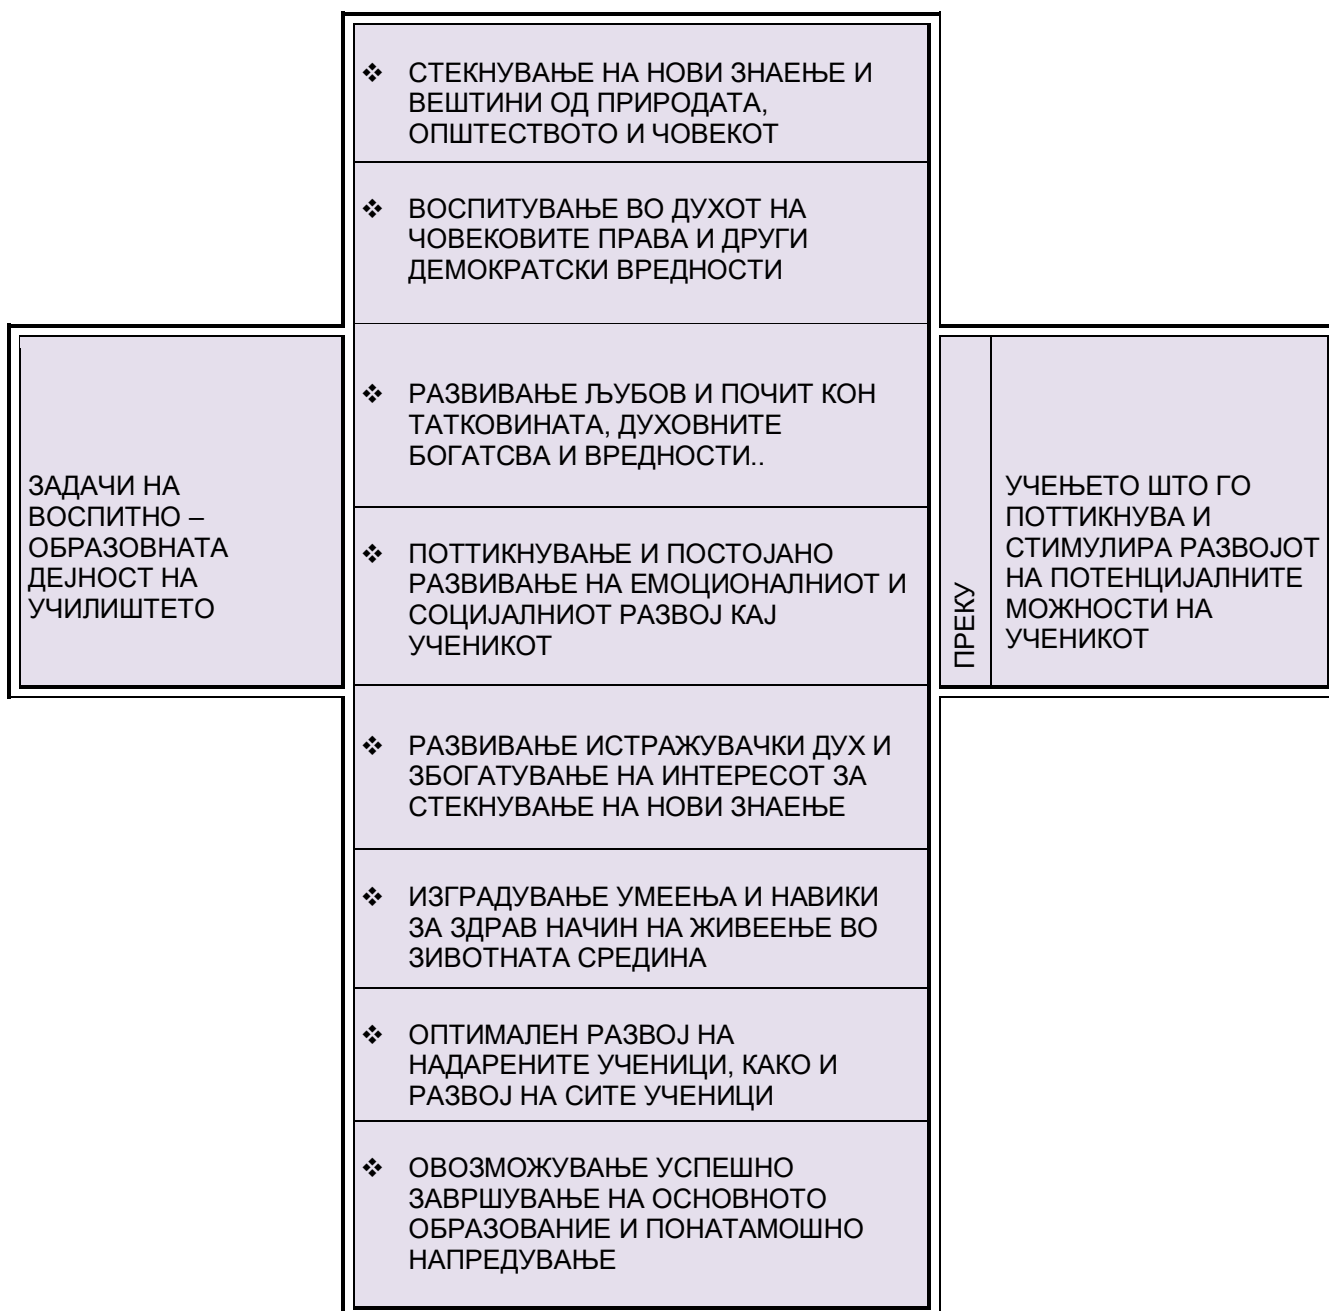 ЗАДАЧИ НА
ВОСПИТНО –
ОБРАЗОВНАТА
ДЕЈНОСТ НА
УЧИЛИШТЕТО
❖ СТЕКНУВАЊЕ НА НОВИ ЗНАЕЊЕ И
ВЕШТИНИ ОД ПРИРОДАТА,
ОПШТЕСТВОТО И ЧОВЕКОТ
❖ ВОСПИТУВАЊЕ ВО ДУХОТ НА
ЧОВЕКОВИТЕ ПРАВА И ДРУГИ
ДЕМОКРАТСКИ ВРЕДНОСТИ
❖ РАЗВИВАЊЕ ЉУБОВ И ПОЧИТ КОН
ТАТКОВИНАТА, ДУХОВНИТЕ
БОГАТСВА И ВРЕДНОСТИ..
❖ ПОТТИКНУВАЊЕ И ПОСТОЈАНО
РАЗВИВАЊЕ НА ЕМОЦИОНАЛНИОТ И
СОЦИЈАЛНИОТ РАЗВОЈ КАЈ
УЧЕНИКОТ
❖ РАЗВИВАЊЕ ИСТРАЖУВАЧКИ ДУХ И
ЗБОГАТУВАЊЕ НА ИНТЕРЕСОТ ЗА
СТЕКНУВАЊЕ НА НОВИ ЗНАЕЊЕ
❖ ИЗГРАДУВАЊЕ УМЕЕЊА И НАВИКИ
ЗА ЗДРАВ НАЧИН НА ЖИВЕЕЊЕ ВО
ЗИВОТНАТА СРЕДИНА
❖ ОПТИМАЛЕН РАЗВОЈ НА
НАДАРЕНИТЕ УЧЕНИЦИ, КАКО И
РАЗВОЈ НА СИТЕ УЧЕНИЦИ
❖ ОВОЗМОЖУВАЊЕ УСПЕШНО
ЗАВРШУВАЊЕ НА ОСНОВНОТО
ОБРАЗОВАНИЕ И ПОНАТАМОШНО
НАПРЕДУВАЊЕ
ПРЕКУ
УЧЕЊЕТО ШТО ГО
ПОТТИКНУВА И
СТИМУЛИРА РАЗВОЈОТ
НА ПОТЕНЦИЈАЛНИТЕ
МОЖНОСТИ НА
УЧЕНИКОТ